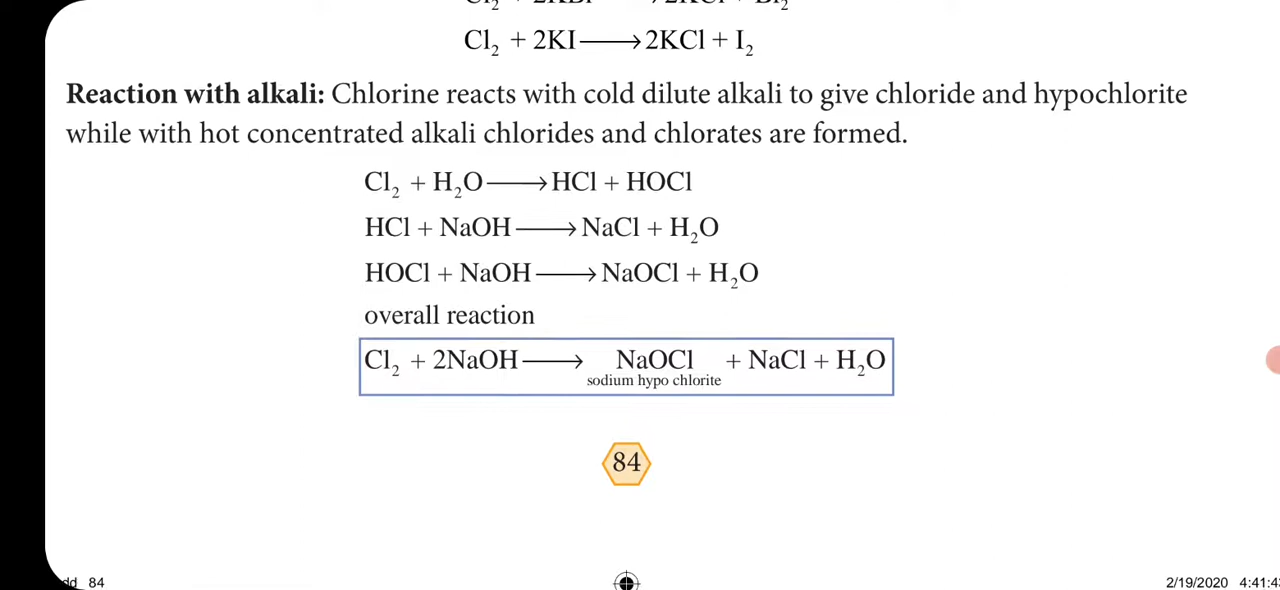 Cl₂ + 2KI⟶2KCl + I₂
Reaction with alkali: Chlorine reacts with cold dilute alkali to give chloride and hypochlorite
while with hot concentrated alkali chlorides and chlorates are formed.
Cl₂ + H₂O⟶HCl + HOCl
HCl + NaOH⟶NaCl + H₂O
HOCl + NaOH⟶NaOCl + H₂O
overall reaction
Cl₂ + 2NaOH⟶ NaOCl + NaCl + H₂O
sodium hypo chlorite
84
dd 84 2/19/2020 4:41:4